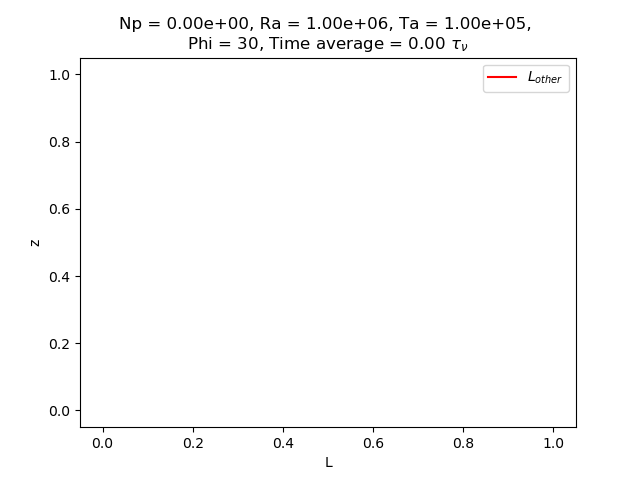 Np = 0.00e+00, Ra = 1.00e+06, Ta = 1.00e+05,
Phi = 30, Time average = 0.00 τν
L_other
1.0
0.8
0.6
0.4
0.2
0.0
z
0.0 0.2 0.4 0.6 0.8 1.0
L